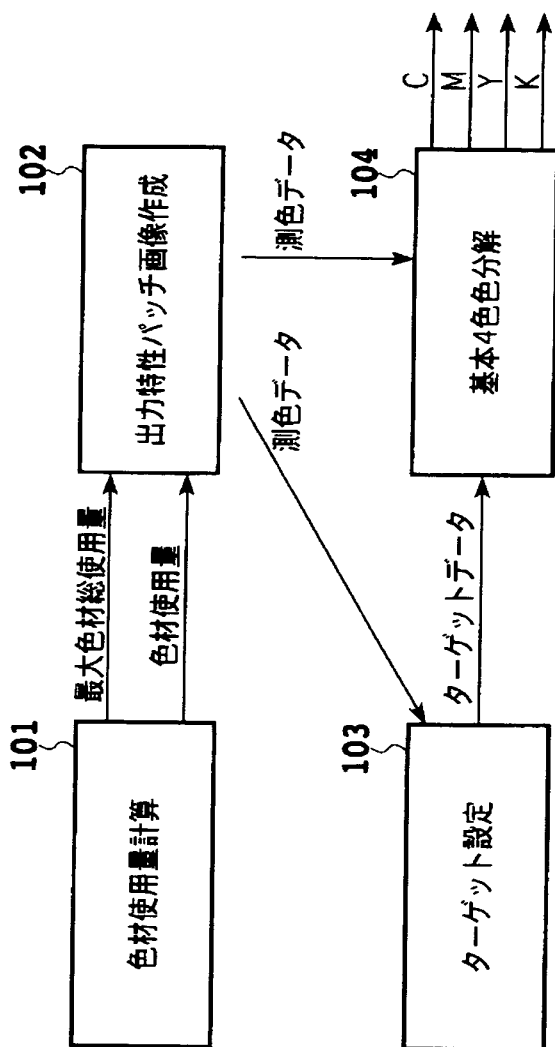 101
色材使用量計算
最大色材総使用量
色材使用量
102
出力特性パッチ画像作成
測色データ
測色データ
103
ターゲット設定
ターゲットデータ
104
基本4色色分解
C
M
Y
K